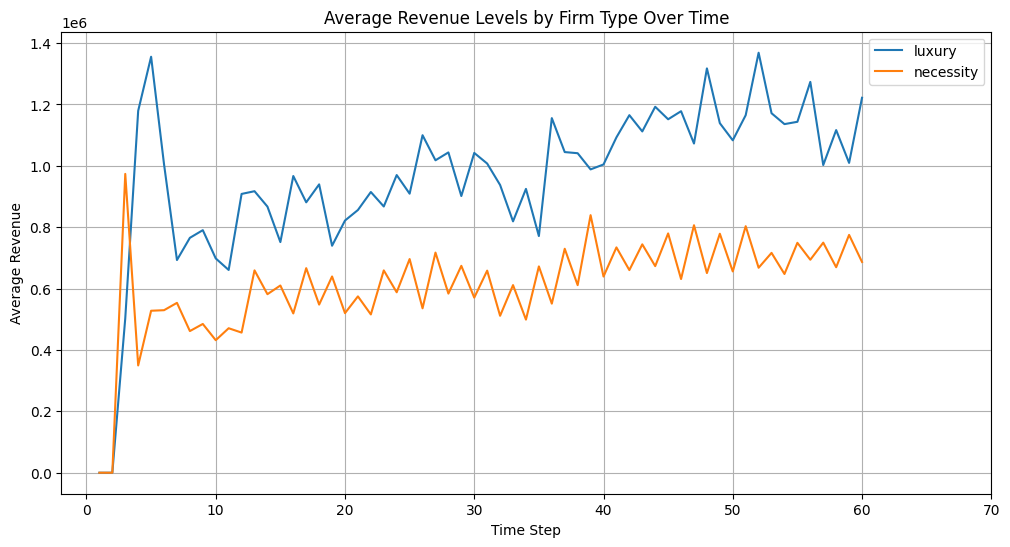 Average Revenue Levels by Firm Type Over Time
1e6
1.4
1.2
1.0
0.8
0.6
0.4
0.2
0.0
Average Revenue
luxury
necessity
0 10 20 30 40 50 60 70
Time Step